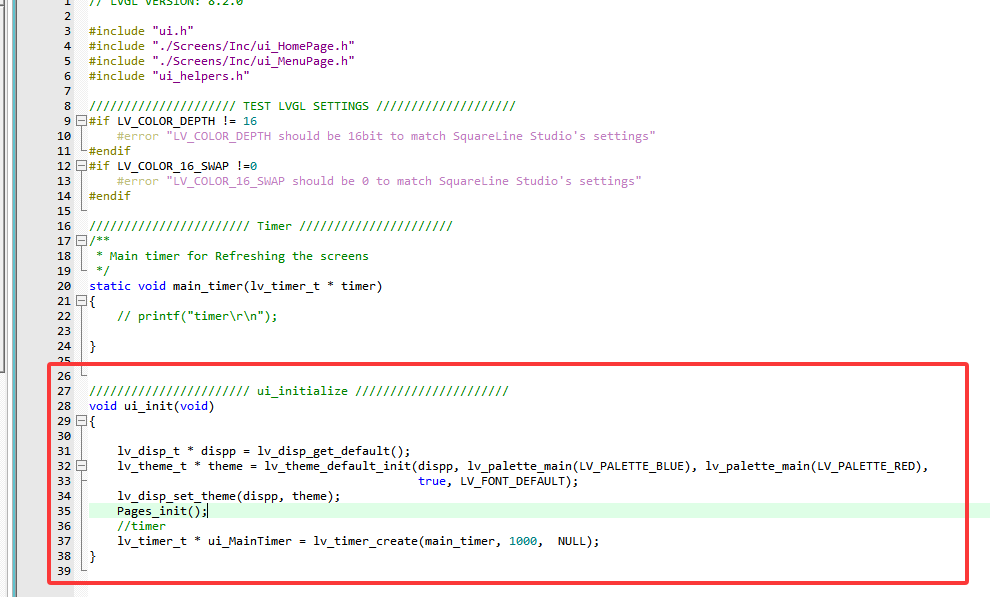 1 // LVGL VERSION: 8.2.0
2
3 #include "ui.h"
4 #include "./Screens/Inc/ui_HomePage.h"
5 #include "./Screens/Inc/ui_MenuPage.h"
6 #include "ui_helpers.h"
7
8 ///////////////////// TEST LVGL SETTINGS ////////////////////
9 #if LV_COLOR_DEPTH != 16
10     #error "LV_COLOR_DEPTH should be 16bit to match SquareLine Studio's settings"
11 #endif
12 #if LV_COLOR_16_SWAP !=0
13     #error "LV_COLOR_16_SWAP should be 0 to match SquareLine Studio's settings"
14 #endif
15
16 /////////////////////// Timer //////////////////////
17 /**
18  * Main timer for Refreshing the screens
19  */
20 static void main_timer(lv_timer_t * timer)
21 {
22     // printf("timer\r\n");
23
24 }
25
26
27 /////////////////////// ui_initialize //////////////////////
28 void ui_init(void)
29 {
30
31     lv_disp_t * dispp = lv_disp_get_default();
32     lv_theme_t * theme = lv_theme_default_init(dispp, lv_palette_main(LV_PALETTE_BLUE), lv_palette_main(LV_PALETTE_RED),
33                                                true, LV_FONT_DEFAULT);
34     lv_disp_set_theme(dispp, theme);
35     Pages_init();
36     //timer
37     lv_timer_t * ui_MainTimer = lv_timer_create(main_timer, 1000,  NULL);
38 }
39